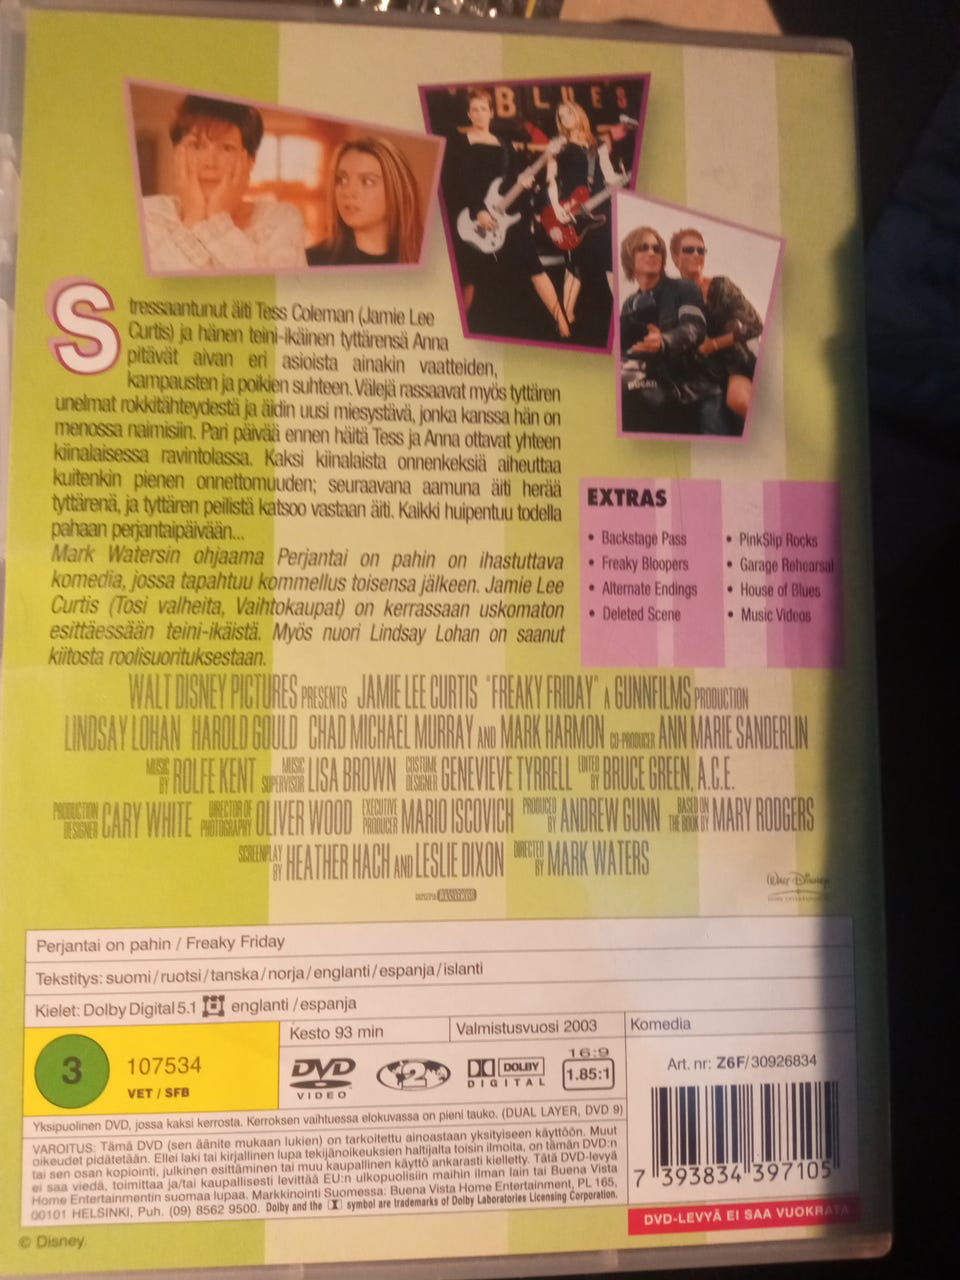 BLUES
Stressaantunut äiti Tess Coleman (Jamie Lee
Curtis) ja hänen teini-ikäinen tyttärensä Anna
pitävät aivan eri asioista ainakin vaatteiden,
kampausten ja poikien suhteen. Välejä rassaavat myös tyttären
unelmat rokkitähteydestä ja äidin uusi miesystävä, jonka kanssa hän on
menossa naimisiin. Pari päivää ennen häitä Tess ja Anna ottavat yhteen
kiinalaisessa ravintolassa. Kaksi kiinalaista onnenkeksiä aiheuttaa
kuitenkin pienen onnettomuuden; seuraavana aamuna äiti herää
tyttärenä, ja tyttären peilistä katsoo vastaan äiti. Kaikki huipentuu todella
pahaan perjantaipäivään...
Mark Watersin ohjaama Perjantai on pahin on ihastuttava
komedia, jossa tapahtuu kommellus toisensa jälkeen. Jamie Lee
Curtis (Tosi valheita, Vaihtokaupat) on kerrassaan uskomaton
esittäessään teini-ikäistä. Myös nuori Lindsay Lohan on saanut
kiitosta roolisuorituksestaan.
EXTRAS
• Backstage Pass
• Freaky Bloopers
• Alternate Endings
• Deleted Scene
• PinkSlip Rocks
• Garage Rehearsal
• House of Blues
• Music Videos
WALT DISNEY PICTURES PRESENTS JAMIE LEE CURTIS "FREAKY FRIDAY" A GUNNFILMS PRODUCTION
LINDSAY LOHAN HAROLD GOULD CHAD MICHAEL MURRAY AND MARK HARMON CO-PRODUCER ANN MARIE SANDERLIN
MUSIC BY ROLFE KENT MUSIC SUPERVISOR LISA BROWN COSTUME DESIGNER GENEVIEVE TYRRELL EDITED BY BRUCE GREEN, A.C.E.
PRODUCTION DESIGNER CARY WHITE DIRECTOR OF PHOTOGRAPHY OLIVER WOOD EXECUTIVE PRODUCER MARIO ISCOVICH PRODUCED BY ANDREW GUNN BASED ON THE BOOK BY MARY RODGERS
SCREENPLAY BY HEATHER HACH AND LESLIE DIXON DIRECTED BY MARK WATERS
Walt Disney
HOME ENTERTAINMENT
Perjantai on pahin / Freaky Friday
Tekstitys: suomi/ruotsi/tanska/norja/englanti/espanja/islanti
Kielet: Dolby Digital 5.1 englanti/espanja
3
107534
VET / SFB
Kesto 93 min
Valmistusvuosi 2003
Komedia
DVD
VIDEO
2
DOLBY
DIGITAL
16:9
1.85:1
Art. nr: Z6F/30926834
Yksipuolinen DVD, jossa kaksi kerrosta. Kerroksen vaihtuessa elokuvassa on pieni tauko. (DUAL LAYER, DVD 9)
VAROITUS: Tämä DVD (sen äänite mukaan lukien) on tarkoitettu ainoastaan yksityiseen käyttöön. Muut
oikeudet pidätetään. Ellei laki tai kirjallinen lupa tekijänoikeuksien haltijalta toisin ilmoita, on tämän DVD:n
tai sen osan kopiointi, julkinen esittäminen tai muu kaupallinen käyttö ankarasti kielletty. Tätä DVD-levyä
ei saa viedä, toimittaa ja/tai kaupallisesti levittää EU:n ulkopuolisiin maihin ilman lain tai Buena Vista
Home Entertainmentin suomaa lupaa. Markkinointi Suomessa: Buena Vista Home Entertainment, PL 165,
00101 HELSINKI, Puh. (09) 8562 9500. Dolby and the symbol are trademarks of Dolby Laboratories Licensing Corporation.
7 393834 397105
DVD-LEVYÄ EI SAA VUOKRATA
© Disney.